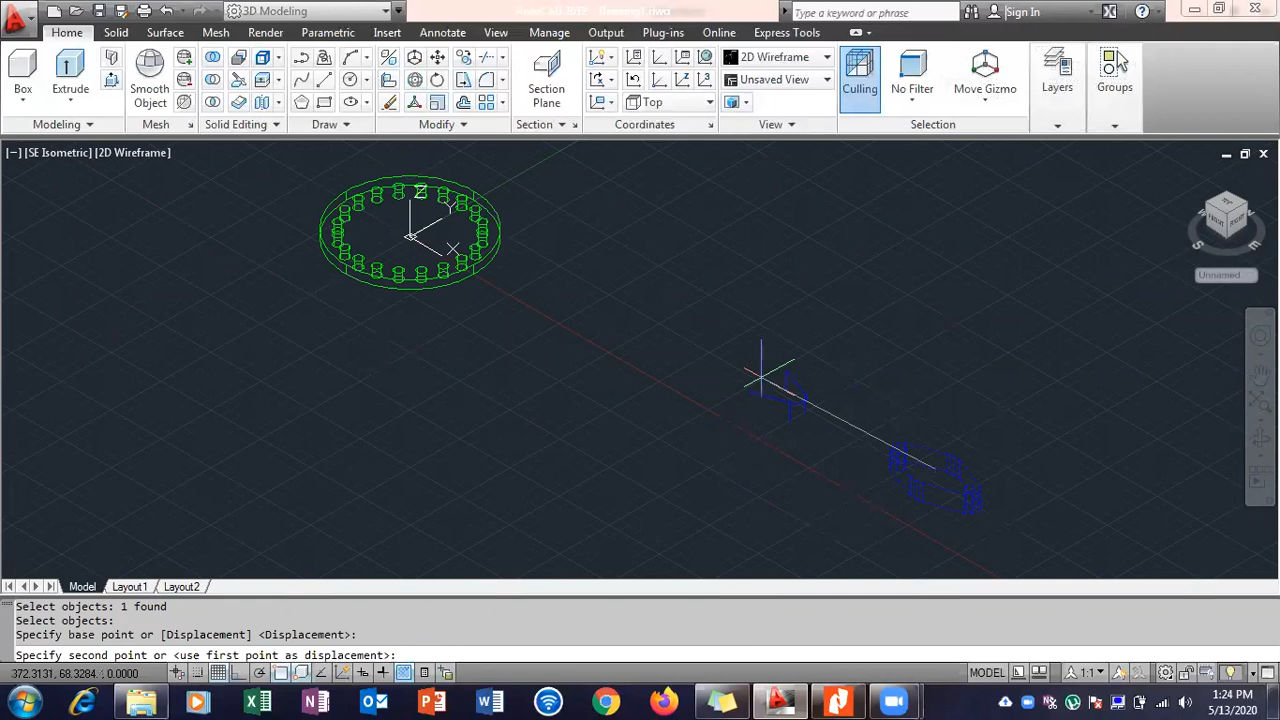 3D Modeling
Type a keyword or phrase
Sign In
Home Solid Surface Mesh Render Parametric Insert Annotate View Manage Output Plug-ins Online Express Tools
2D Wireframe
Unsaved View
Top
Box
Extrude
Smooth Object
Section Plane
Culling
No Filter
Move Gizmo
Layers
Groups
Modeling
Mesh
Solid Editing
Draw
Modify
Section
Coordinates
View
Selection
[−] [SE Isometric] [2D Wireframe]
Z
Y
X
TOP
FRONT
RIGHT
S
E
Unnamed
Model Layout1 Layout2
Select objects: 1 found
Select objects:
Specify base point or [Displacement] <Displacement>:
Specify second point or <use first point as displacement>:
372.3131, 68.3284, 0.0000
MODEL
1:1
1:24 PM
5/13/2020